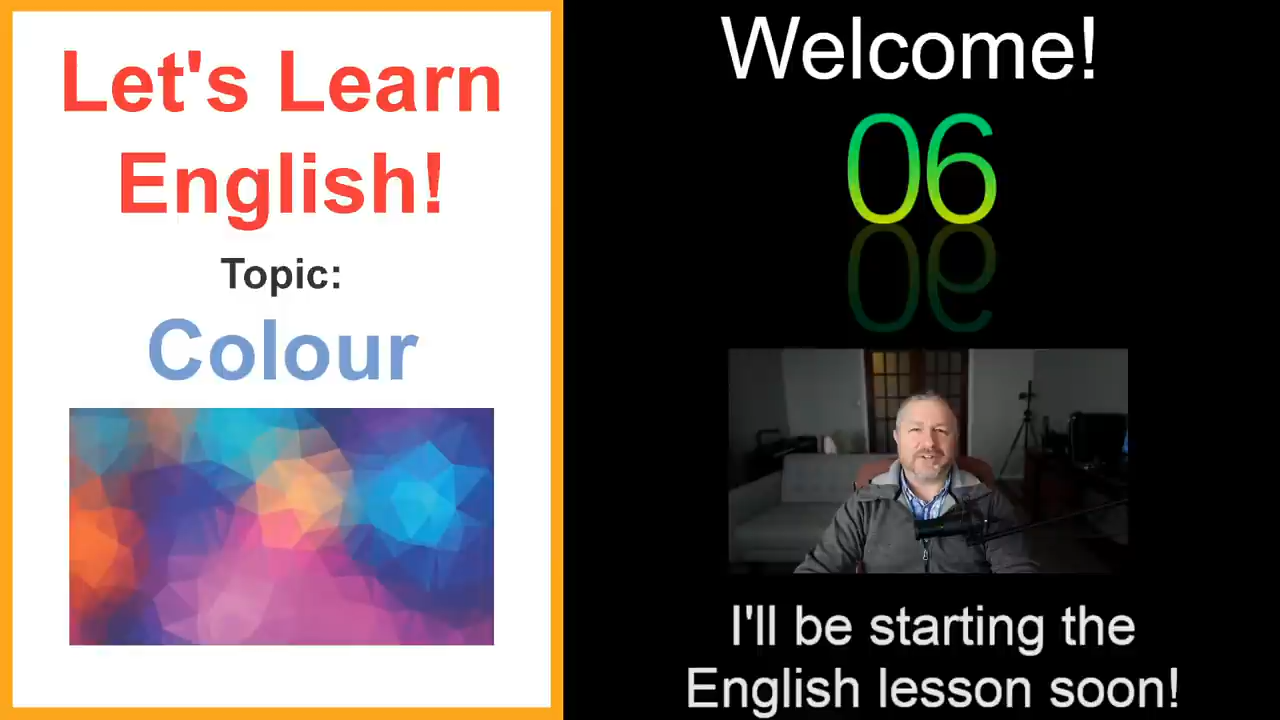 Let's Learn
English!
Topic:
Colour
Welcome!
06
I'll be starting the
English lesson soon!